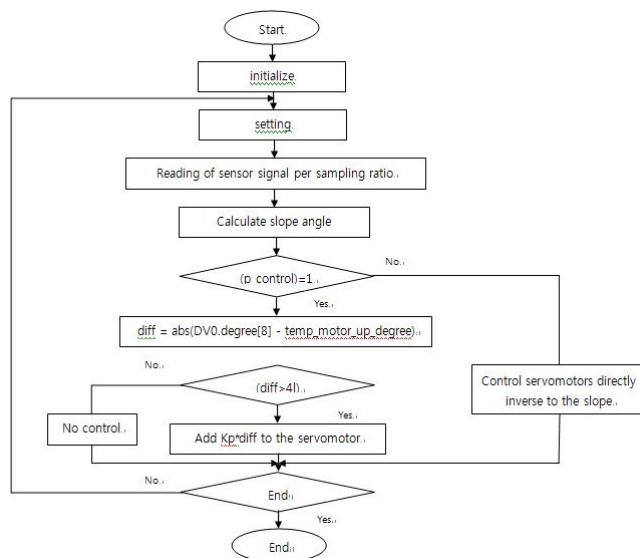 Start
initialize
setting
Reading of sensor signal per sampling ratio
Calculate slope angle
(p control)=1
No
Yes
diff = abs(DV0.degree[8] - temp_motor_up_degree)
No
(diff>4)
Yes
Control servomotors directly
inverse to the slope
No control
Add Kp*diff to the servomotor
No
End
Yes
End